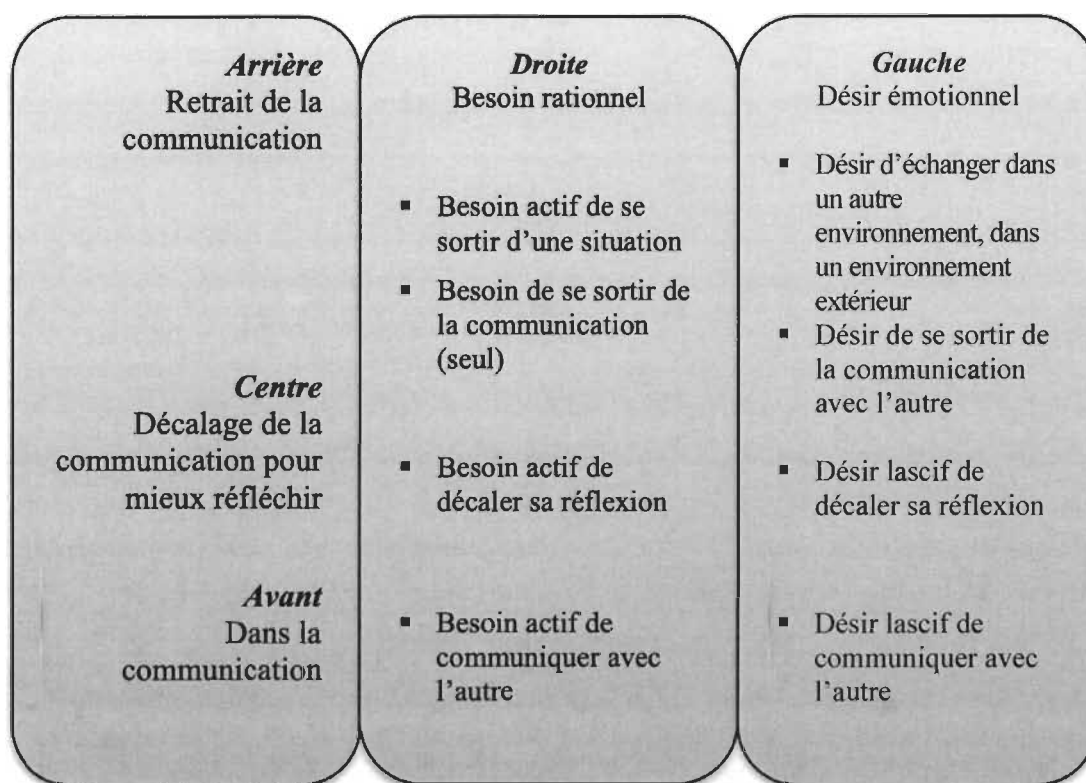 Arrière
Retrait de la
communication
Centre
Décalage de la
communication pour
mieux réfléchir
Avant
Dans la
communication
Droite
Besoin rationnel
▪ Besoin actif de se
sortir d'une situation
▪ Besoin de se sortir de
la communication
(seul)
▪ Besoin actif de
décaler sa réflexion
▪ Besoin actif de
communiquer avec
l'autre
Gauche
Désir émotionnel
▪ Désir d'échanger dans
un autre
environnement, dans
un environnement
extérieur
▪ Désir de se sortir de
la communication
avec l'autre
▪ Désir lascif de
décaler sa réflexion
▪ Désir lascif de
communiquer avec
l'autre